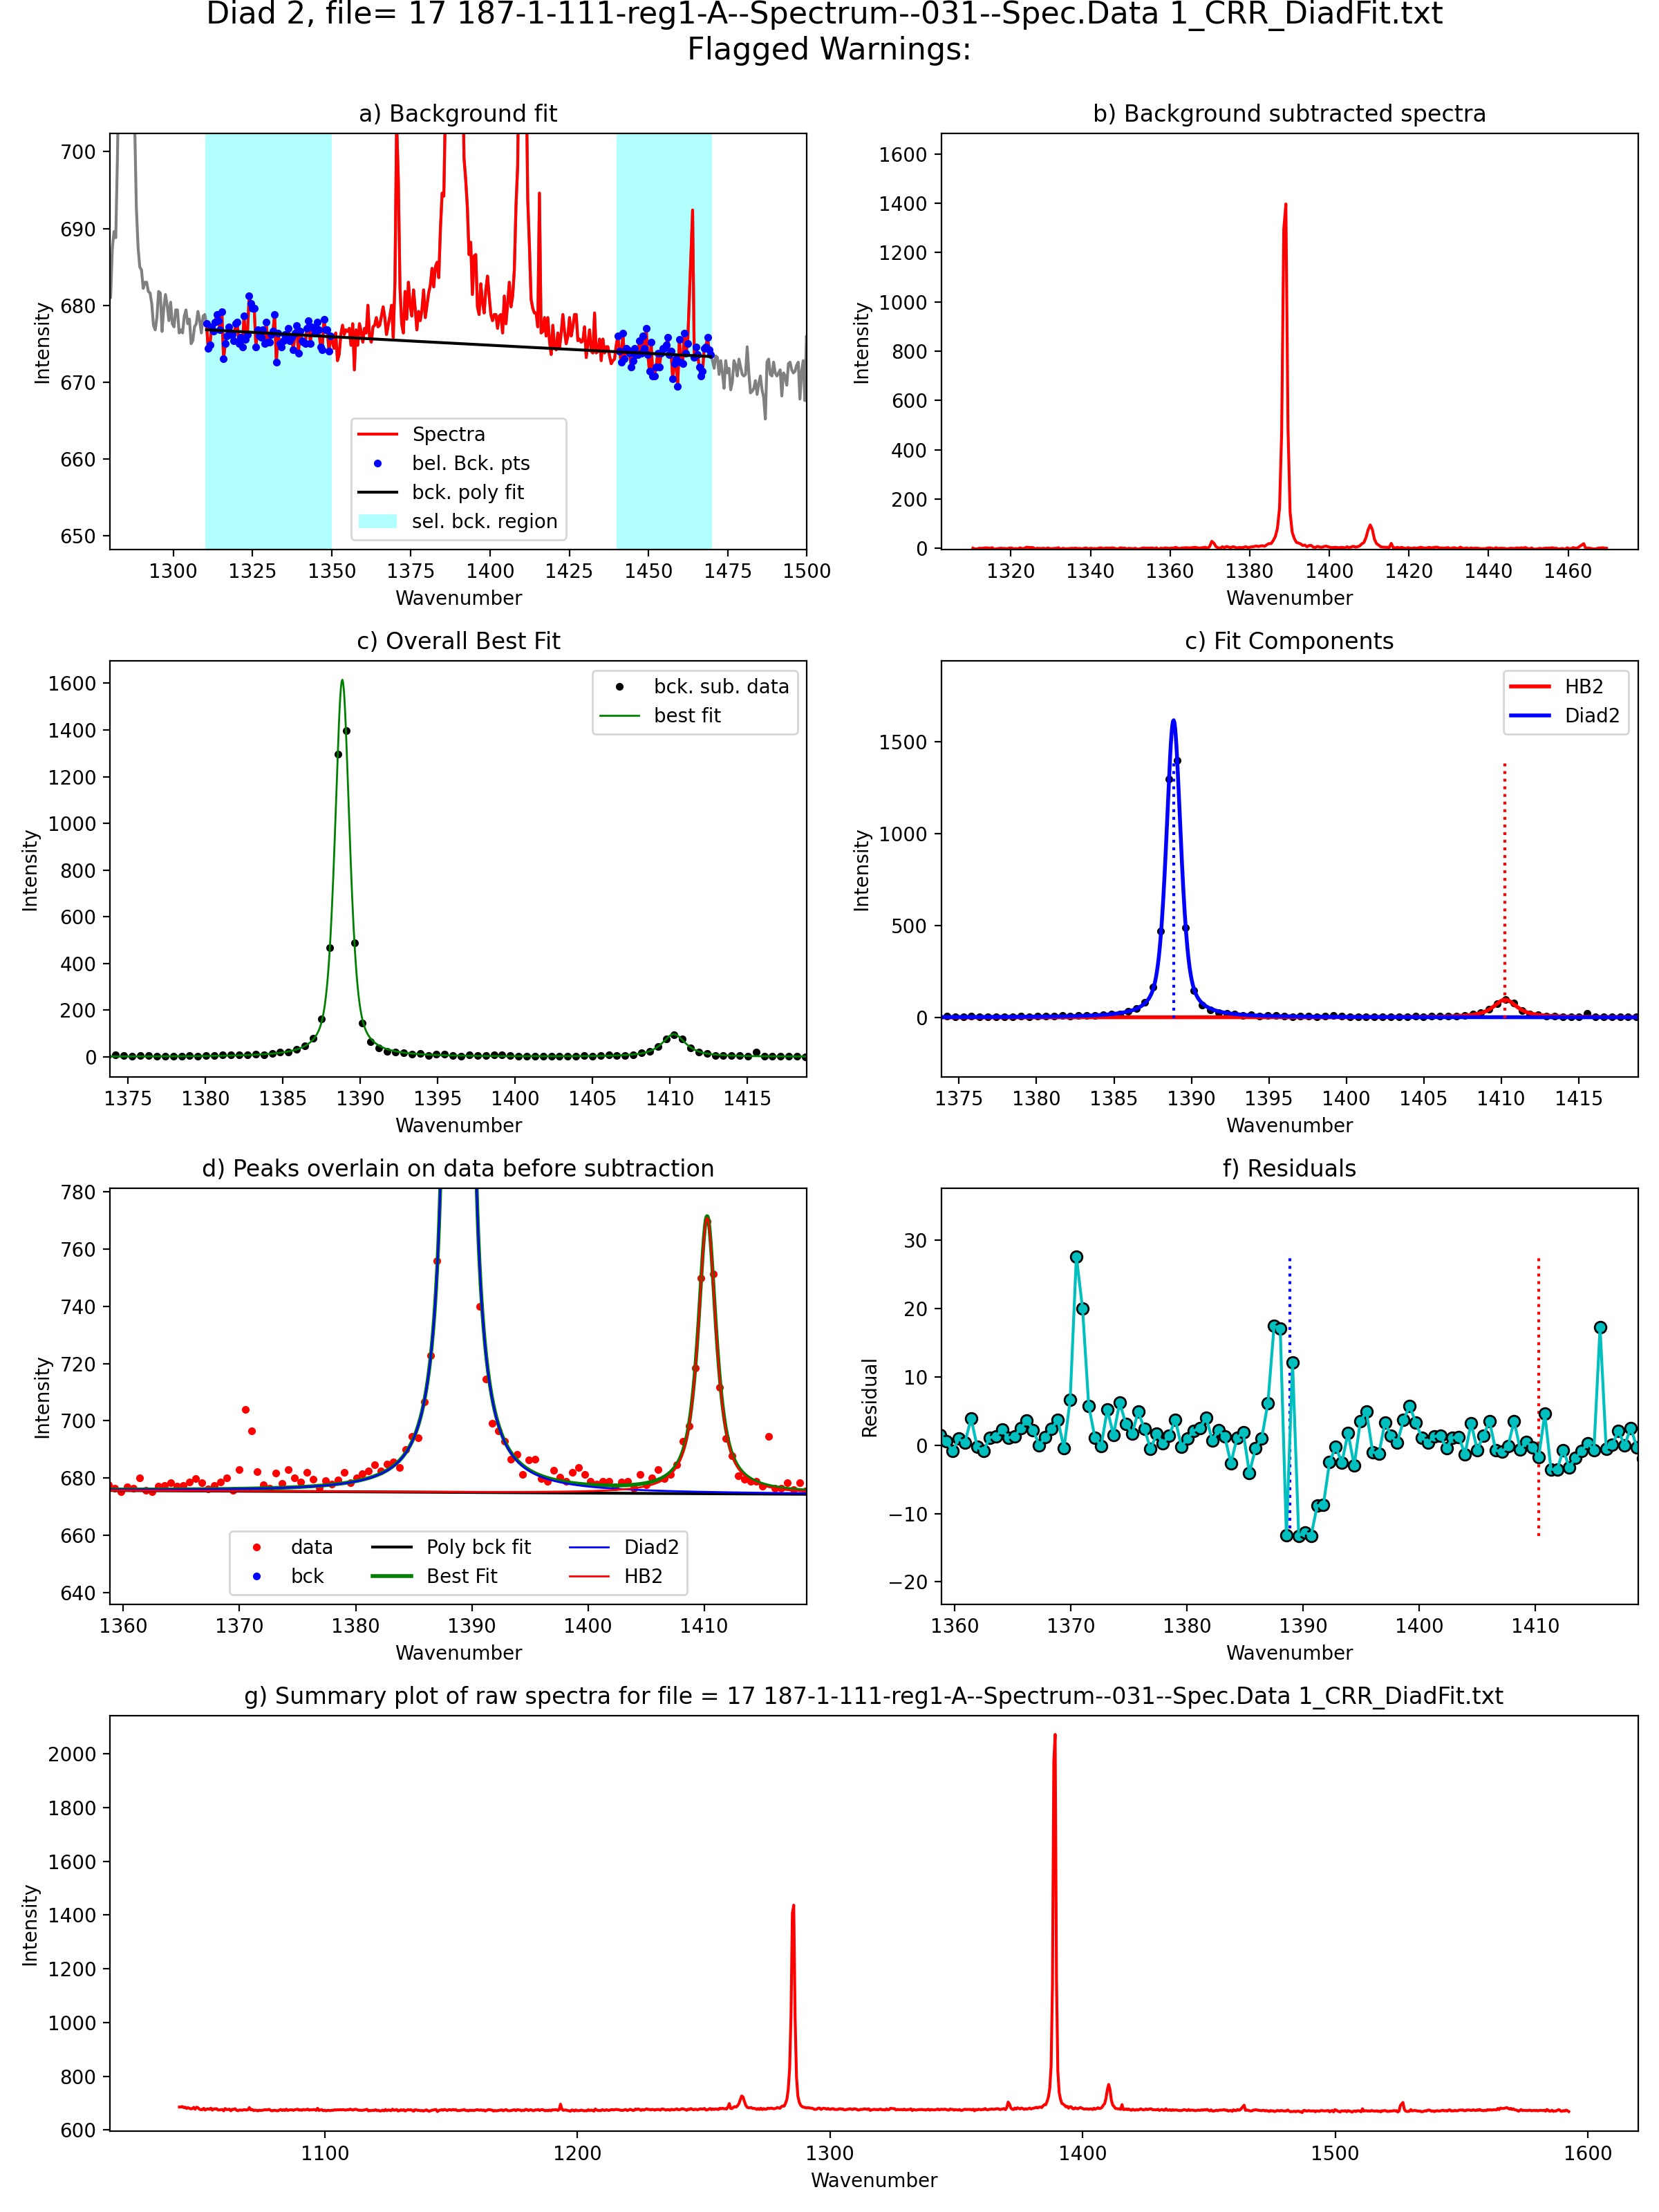 Diad 2, file= 17 187-1-111-reg1-A--Spectrum--031--Spec.Data 1_CRR_DiadFit.txt
Flagged Warnings:
a) Background fit
700
690
680
670
660
650
Intensity
Spectra
bel. Bck. pts
bck. poly fit
sel. bck. region
1300 1325 1350 1375 1400 1425 1450 1475 1500
Wavenumber
b) Background subtracted spectra
1600
1400
1200
1000
800
600
400
200
0
Intensity
1320 1340 1360 1380 1400 1420 1440 1460
Wavenumber
c) Overall Best Fit
1600
1400
1200
1000
800
600
400
200
0
Intensity
bck. sub. data
best fit
1375 1380 1385 1390 1395 1400 1405 1410 1415
Wavenumber
c) Fit Components
1500
1000
500
0
Intensity
HB2
Diad2
1375 1380 1385 1390 1395 1400 1405 1410 1415
Wavenumber
d) Peaks overlain on data before subtraction
780
760
740
720
700
680
660
640
Intensity
data
bck
Poly bck fit
Best Fit
Diad2
HB2
1360 1370 1380 1390 1400 1410
Wavenumber
f) Residuals
30
20
10
0
−10
−20
Residual
1360 1370 1380 1390 1400 1410
Wavenumber
g) Summary plot of raw spectra for file = 17 187-1-111-reg1-A--Spectrum--031--Spec.Data 1_CRR_DiadFit.txt
2000
1800
1600
1400
1200
1000
800
600
Intensity
1100 1200 1300 1400 1500 1600
Wavenumber